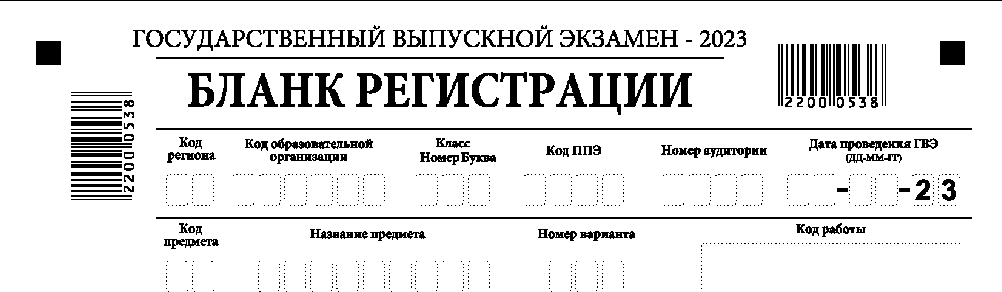 ГОСУДАРСТВЕННЫЙ ВЫПУСКНОЙ ЭКЗАМЕН - 2023
БЛАНК РЕГИСТРАЦИИ
2200 0538
2200 0538
Код региона
Код образовательной организации
Класс Номер Буква
Код ППЭ
Номер аудитории
Дата проведения ГВЭ
(ДД-ММ-ГГ)
- -23
Код предмета
Название предмета
Номер варианта
Код работы